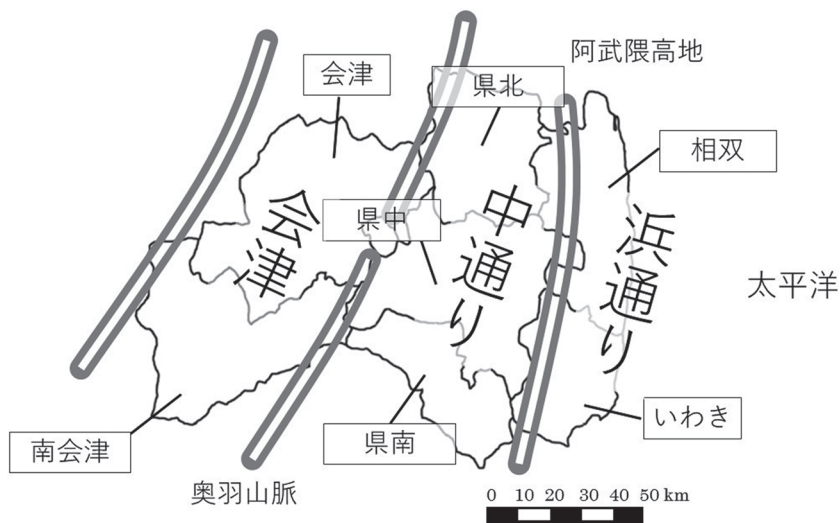 阿武隈高地
会津
県北
相双
県中
会津
中通り
浜通り
太平洋
南会津
県南
いわき
奥羽山脈
0 10 20 30 40 50 km